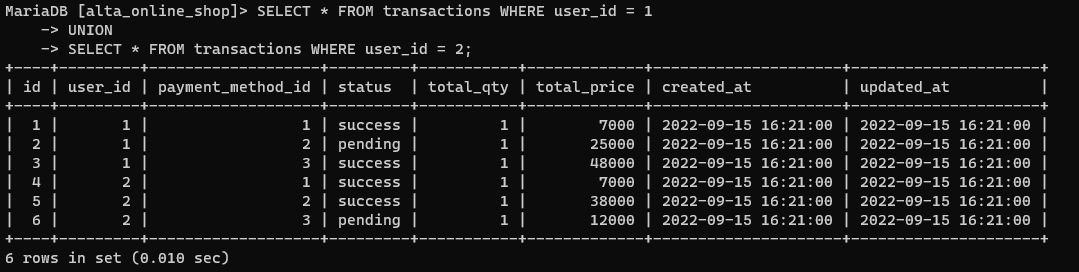 MariaDB [alta_online_shop]> SELECT * FROM transactions WHERE user_id = 1
    -> UNION
    -> SELECT * FROM transactions WHERE user_id = 2;
+----+---------+-------------------+---------+-----------+-------------+---------------------+---------------------+
| id | user_id | payment_method_id | status  | total_qty | total_price | created_at          | updated_at          |
+----+---------+-------------------+---------+-----------+-------------+---------------------+---------------------+
|  1 |       1 |                 1 | success |         1 |        7000 | 2022-09-15 16:21:00 | 2022-09-15 16:21:00 |
|  2 |       1 |                 2 | pending |         1 |       25000 | 2022-09-15 16:21:00 | 2022-09-15 16:21:00 |
|  3 |       1 |                 3 | success |         1 |       48000 | 2022-09-15 16:21:00 | 2022-09-15 16:21:00 |
|  4 |       2 |                 1 | success |         1 |        7000 | 2022-09-15 16:21:00 | 2022-09-15 16:21:00 |
|  5 |       2 |                 2 | success |         1 |       38000 | 2022-09-15 16:21:00 | 2022-09-15 16:21:00 |
|  6 |       2 |                 3 | pending |         1 |       12000 | 2022-09-15 16:21:00 | 2022-09-15 16:21:00 |
+----+---------+-------------------+---------+-----------+-------------+---------------------+---------------------+
6 rows in set (0.010 sec)